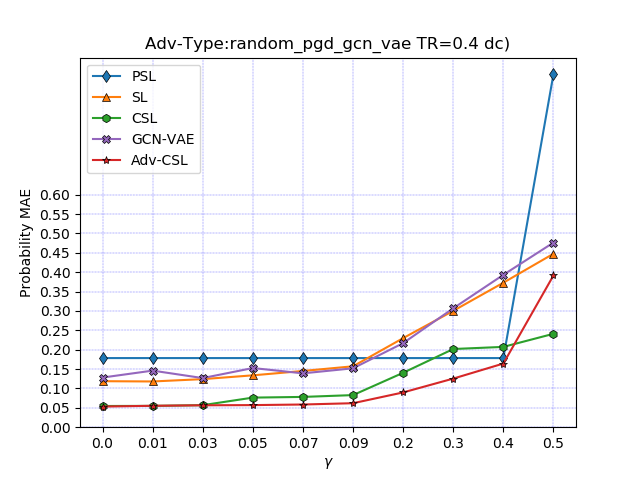 Adv-Type:random_pgd_gcn_vae TR=0.4 dc)
PSL
SL
CSL
GCN-VAE
Adv-CSL
Probability MAE
0.60
0.55
0.50
0.45
0.40
0.35
0.30
0.25
0.20
0.15
0.10
0.05
0.00
0.0 0.01 0.03 0.05 0.07 0.09 0.2 0.3 0.4 0.5
γ